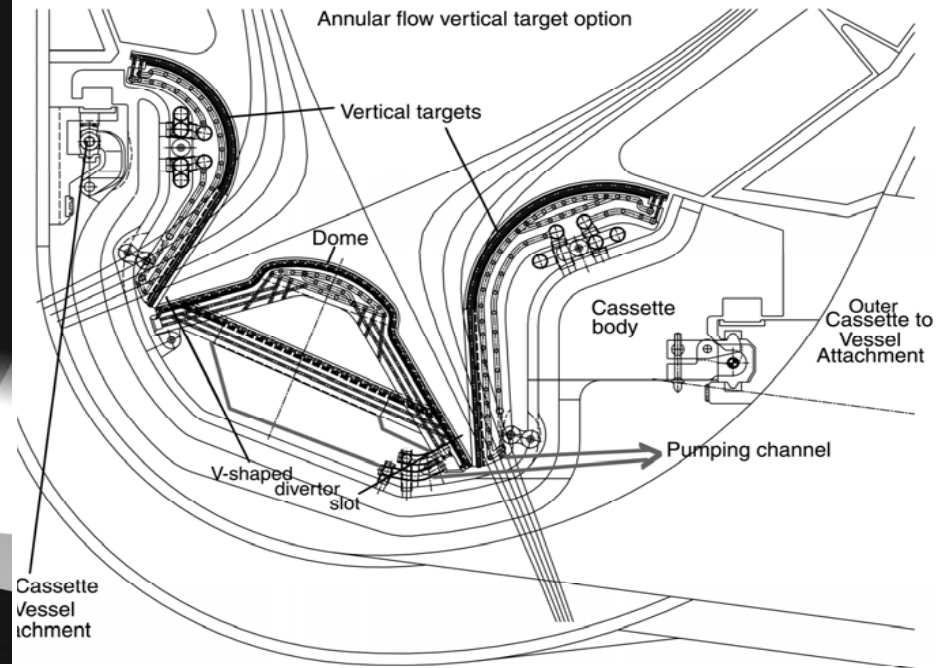 Annular flow vertical target option
Vertical targets
Dome
Cassette
body
Outer
Cassette to
Vessel
Attachment
Pumping channel
V-shaped
divertor
slot
Cassette
Vessel
achment